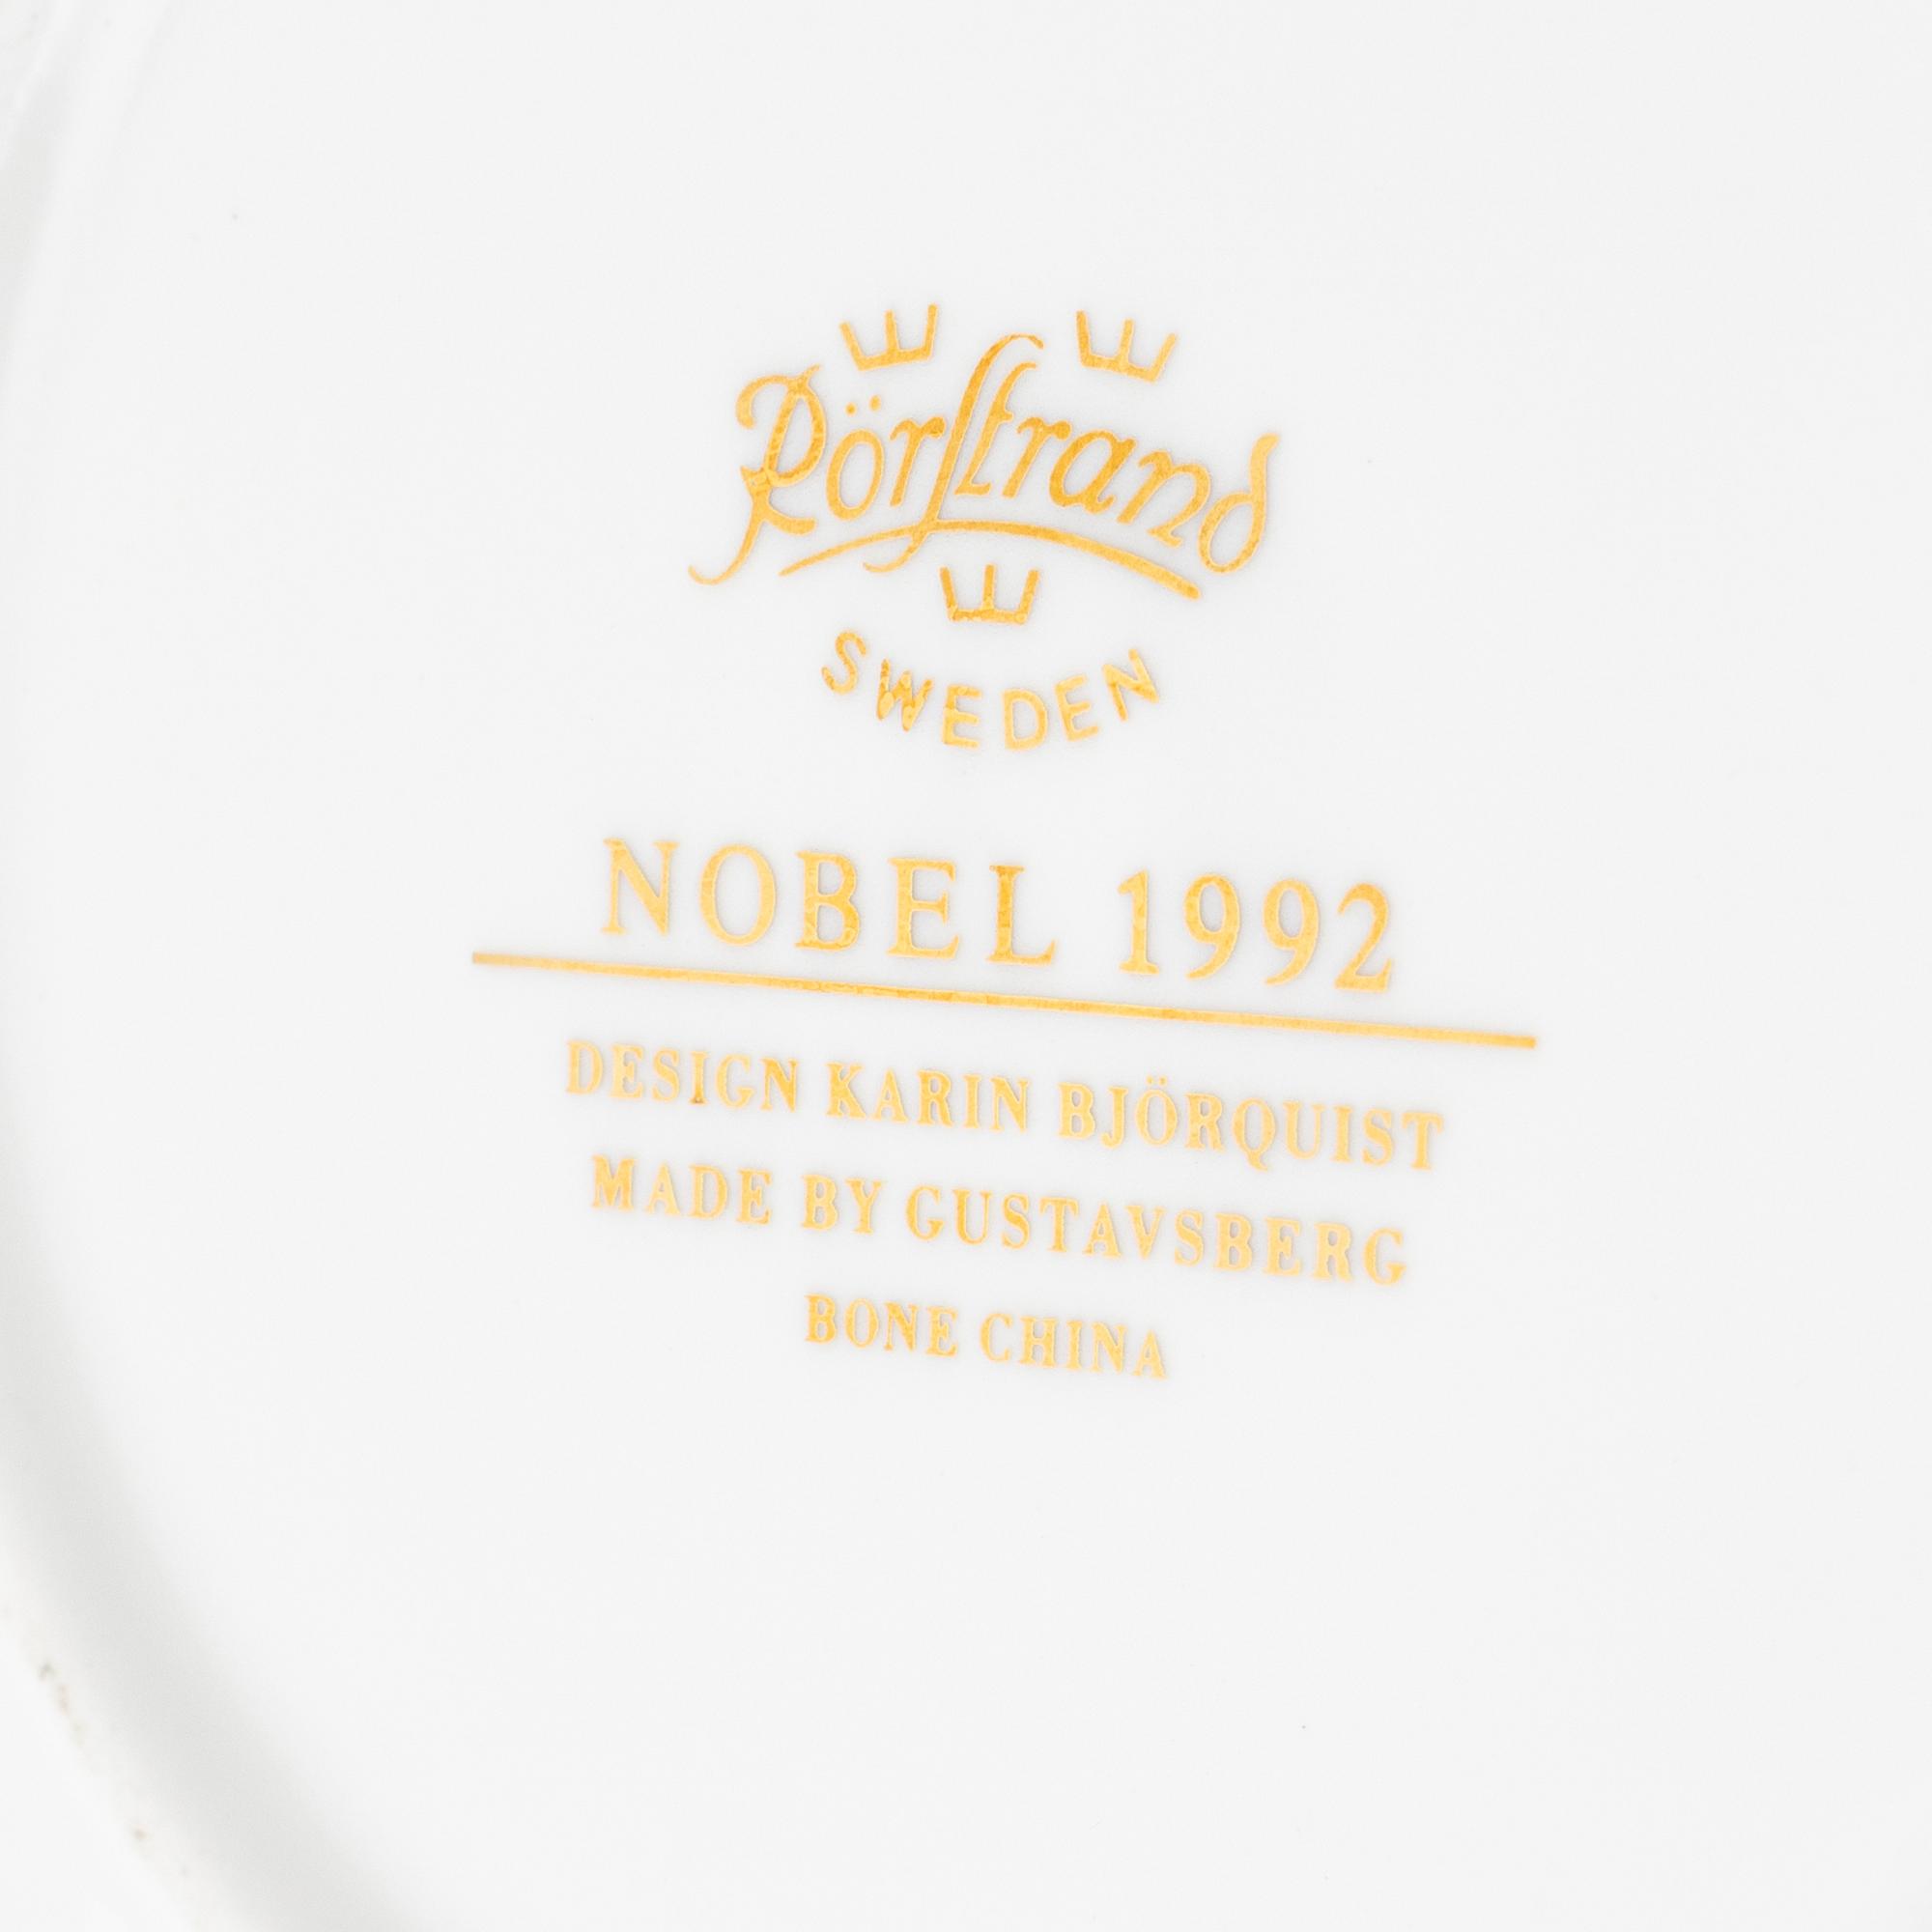 Rörstrand
SWEDEN
NOBEL 1992
DESIGN KARIN BJÖRQUIST
MADE BY GUSTAVSBERG
BONE CHINA